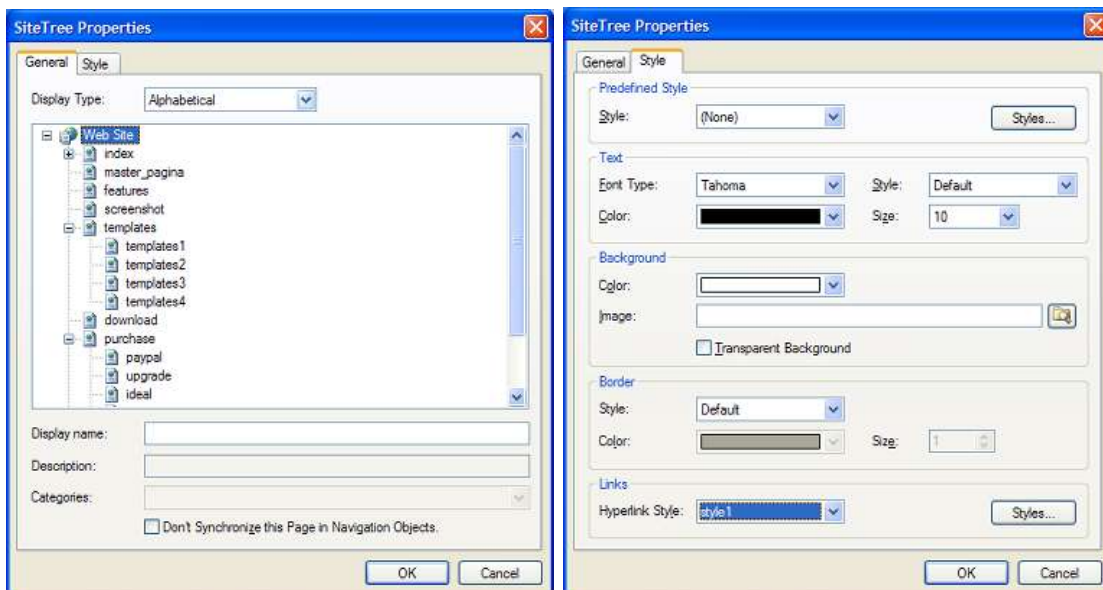 SiteTree Properties
General Style
Display Type: Alphabetical
Web Site
index
master_pagina
features
screenshot
templates
templates1
templates2
templates3
templates4
download
purchase
paypal
upgrade
ideal
Display name:
Description:
Categories:
Don't Synchronize this Page in Navigation Objects.
OK Cancel
SiteTree Properties
General Style
Predefined Style
Style: (None) Styles...
Text
Font Type: Tahoma Style: Default
Color: Size: 10
Background
Color:
Image:
Transparent Background
Border
Style: Default
Color: Size: 1
Links
Hyperlink Style: style1 Styles...
OK Cancel